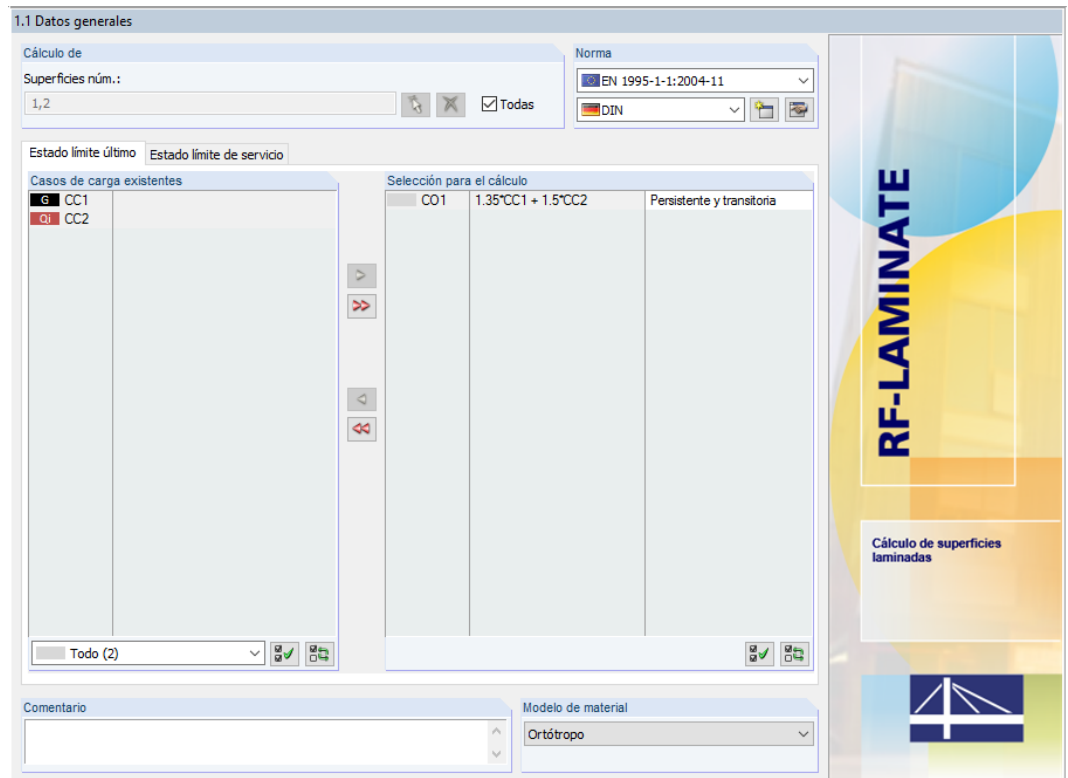 1.1 Datos generales
Cálculo de
Superficies núm.:
1,2
Todas
Norma
EN 1995-1-1:2004-11
DIN
Estado límite último
Estado límite de servicio
Casos de carga existentes
G CC1
Qi CC2
Todo (2)
Selección para el cálculo
CO1 1.35*CC1 + 1.5*CC2 Persistente y transitoria
Comentario
Modelo de material
Ortótropo
RF-LAMINATE
Cálculo de superficies
laminadas